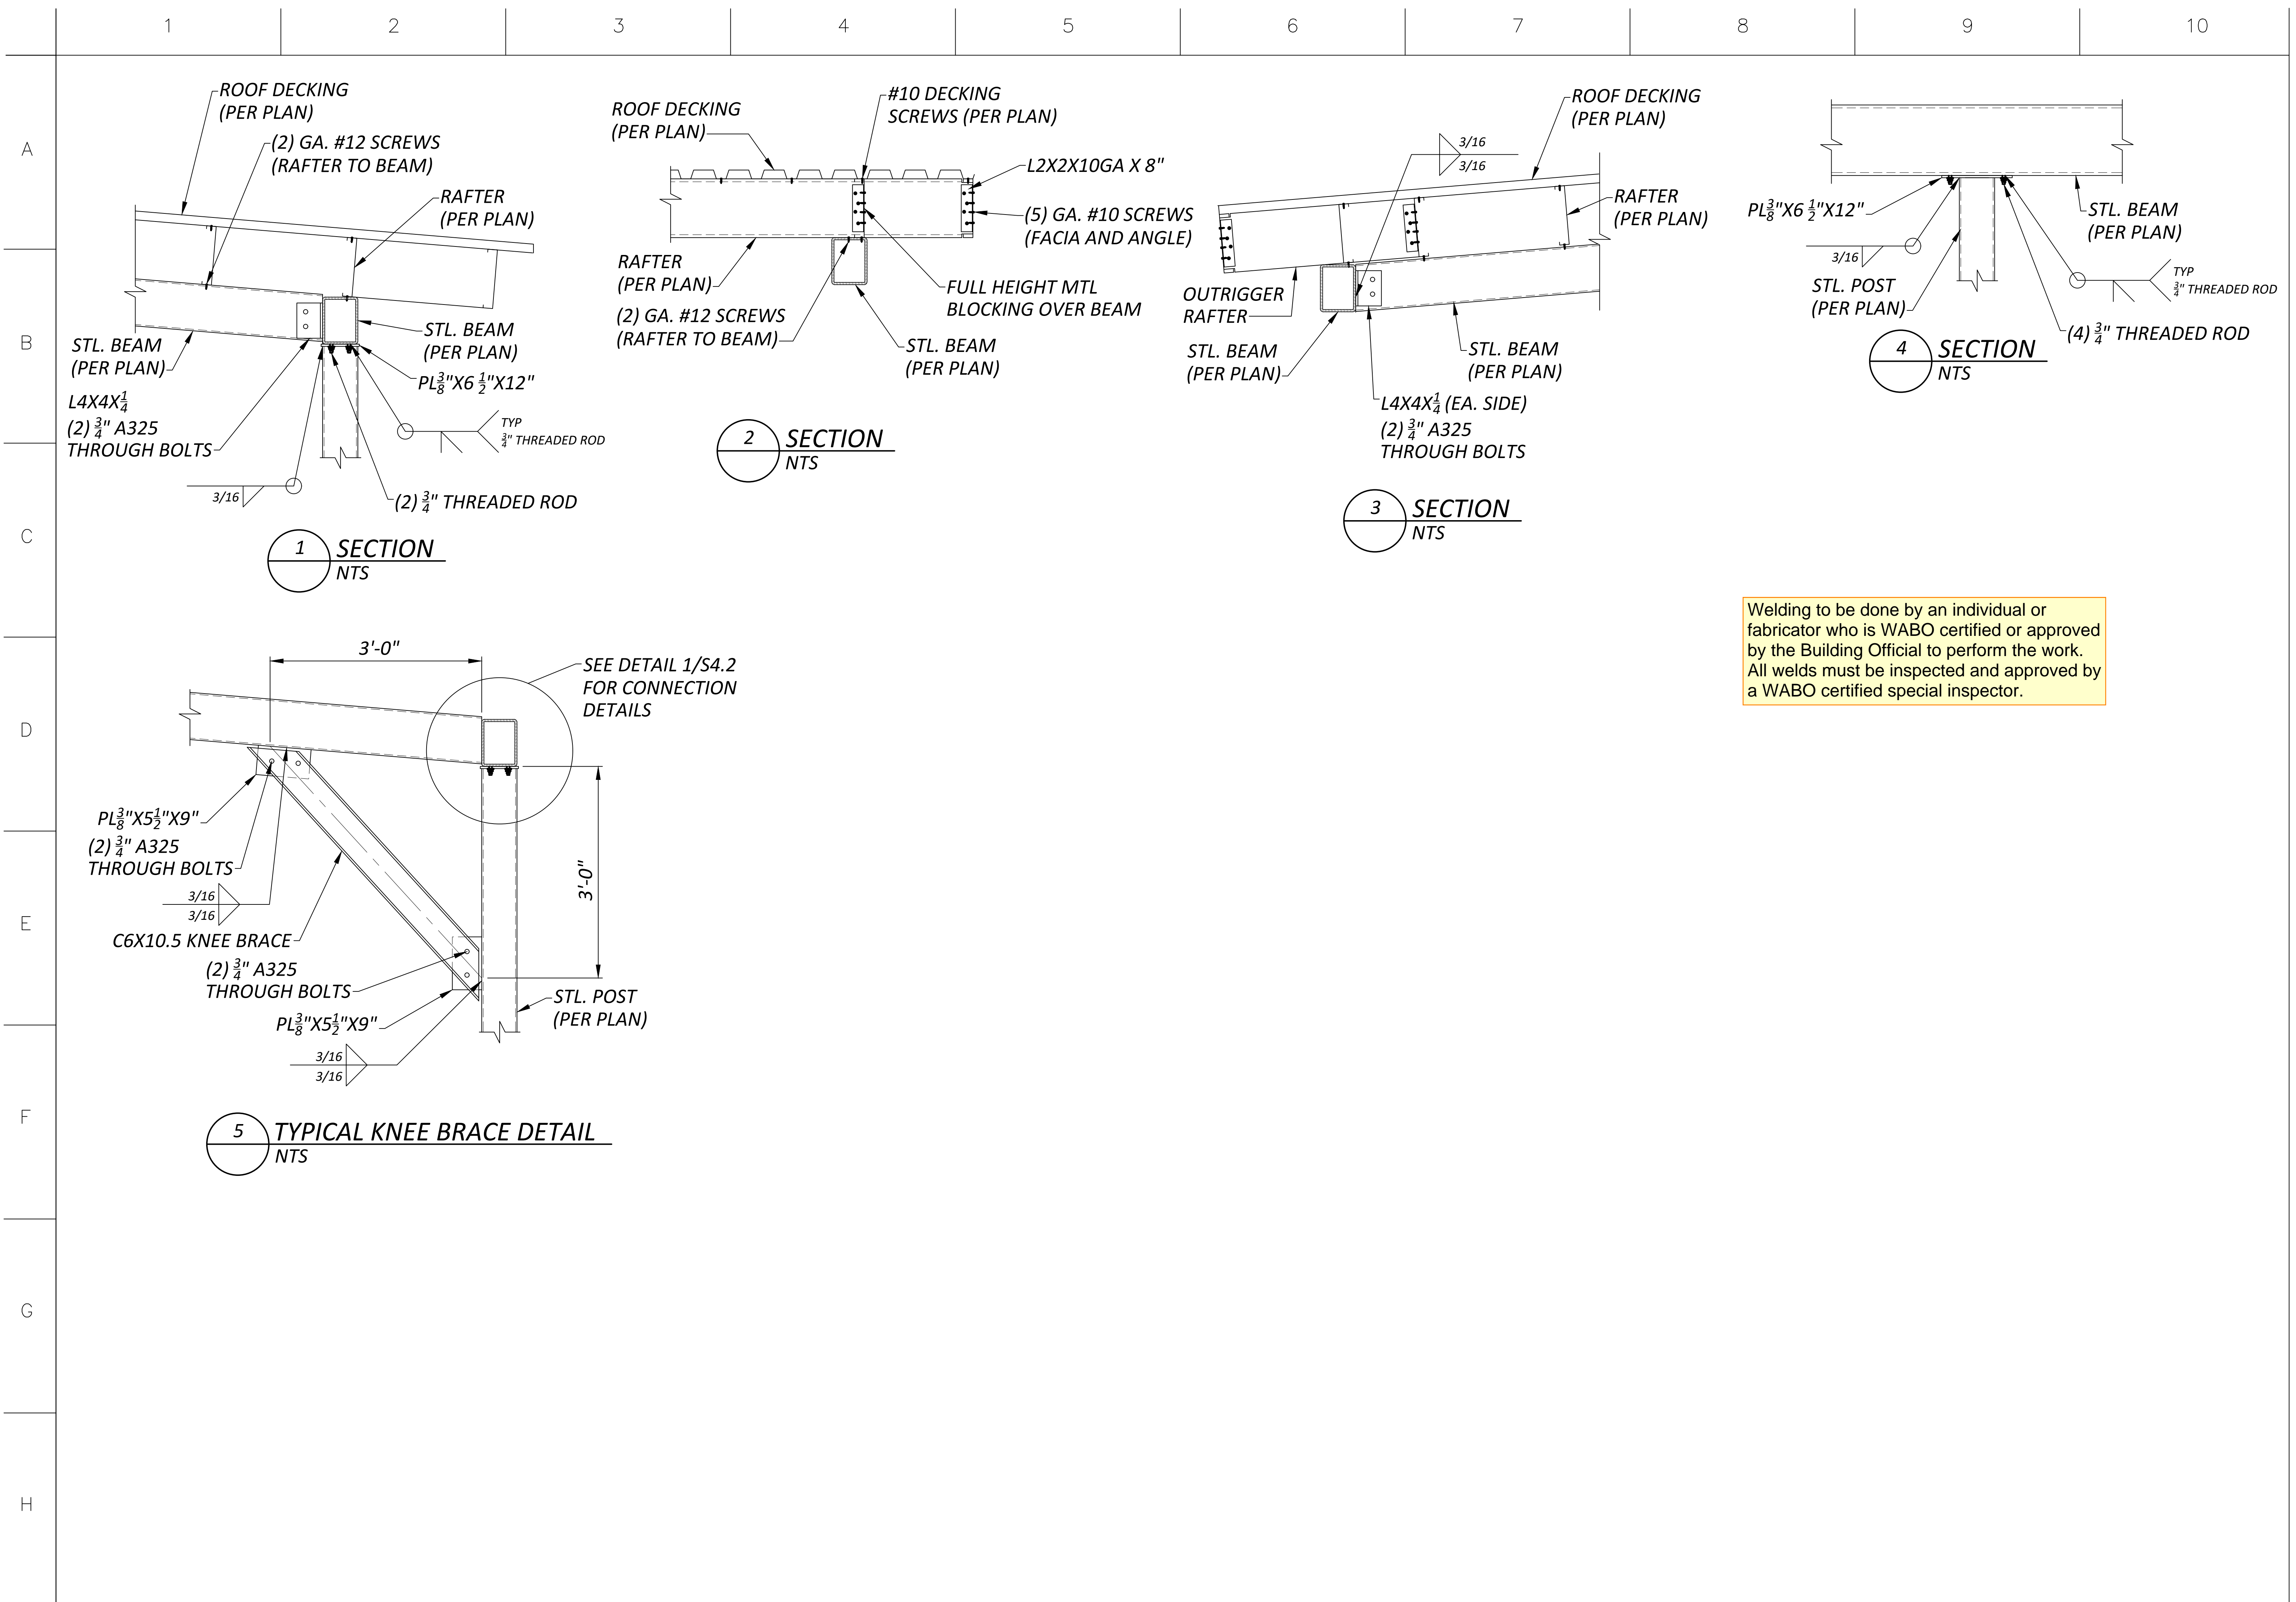 1 2 3 4 5 6 7 8 9 10
A
B
C
D
E
F
G
H
ROOF DECKING
(PER PLAN)
(2) GA. #12 SCREWS
(RAFTER TO BEAM)
RAFTER
(PER PLAN)
STL. BEAM
(PER PLAN)
STL. BEAM
(PER PLAN)
PL3/8"X6 1/2"X12"
L4X4X1/4
(2) 3/4" A325
THROUGH BOLTS
TYP
3/4" THREADED ROD
3/16
(2) 3/4" THREADED ROD
1 SECTION
NTS
ROOF DECKING
(PER PLAN)
#10 DECKING
SCREWS (PER PLAN)
L2X2X10GA X 8"
(5) GA. #10 SCREWS
(FACIA AND ANGLE)
RAFTER
(PER PLAN)
FULL HEIGHT MTL
BLOCKING OVER BEAM
(2) GA. #12 SCREWS
(RAFTER TO BEAM)
STL. BEAM
(PER PLAN)
2 SECTION
NTS
ROOF DECKING
(PER PLAN)
3/16
3/16
RAFTER
(PER PLAN)
OUTRIGGER
RAFTER
STL. BEAM
(PER PLAN)
STL. BEAM
(PER PLAN)
L4X4X1/4 (EA. SIDE)
(2) 3/4" A325
THROUGH BOLTS
3 SECTION
NTS
PL3/8"X6 1/2"X12"
STL. BEAM
(PER PLAN)
3/16
TYP
3/4" THREADED ROD
STL. POST
(PER PLAN)
(4) 3/4" THREADED ROD
4 SECTION
NTS
Welding to be done by an individual or
fabricator who is WABO certified or approved
by the Building Official to perform the work.
All welds must be inspected and approved by
a WABO certified special inspector.
3'-0"
SEE DETAIL 1/S4.2
FOR CONNECTION
DETAILS
PL3/8"X5 1/2"X9"
(2) 3/4" A325
THROUGH BOLTS
3'-0"
3/16
3/16
C6X10.5 KNEE BRACE
(2) 3/4" A325
THROUGH BOLTS
STL. POST
(PER PLAN)
PL3/8"X5 1/2"X9"
3/16
3/16
5 TYPICAL KNEE BRACE DETAIL
NTS